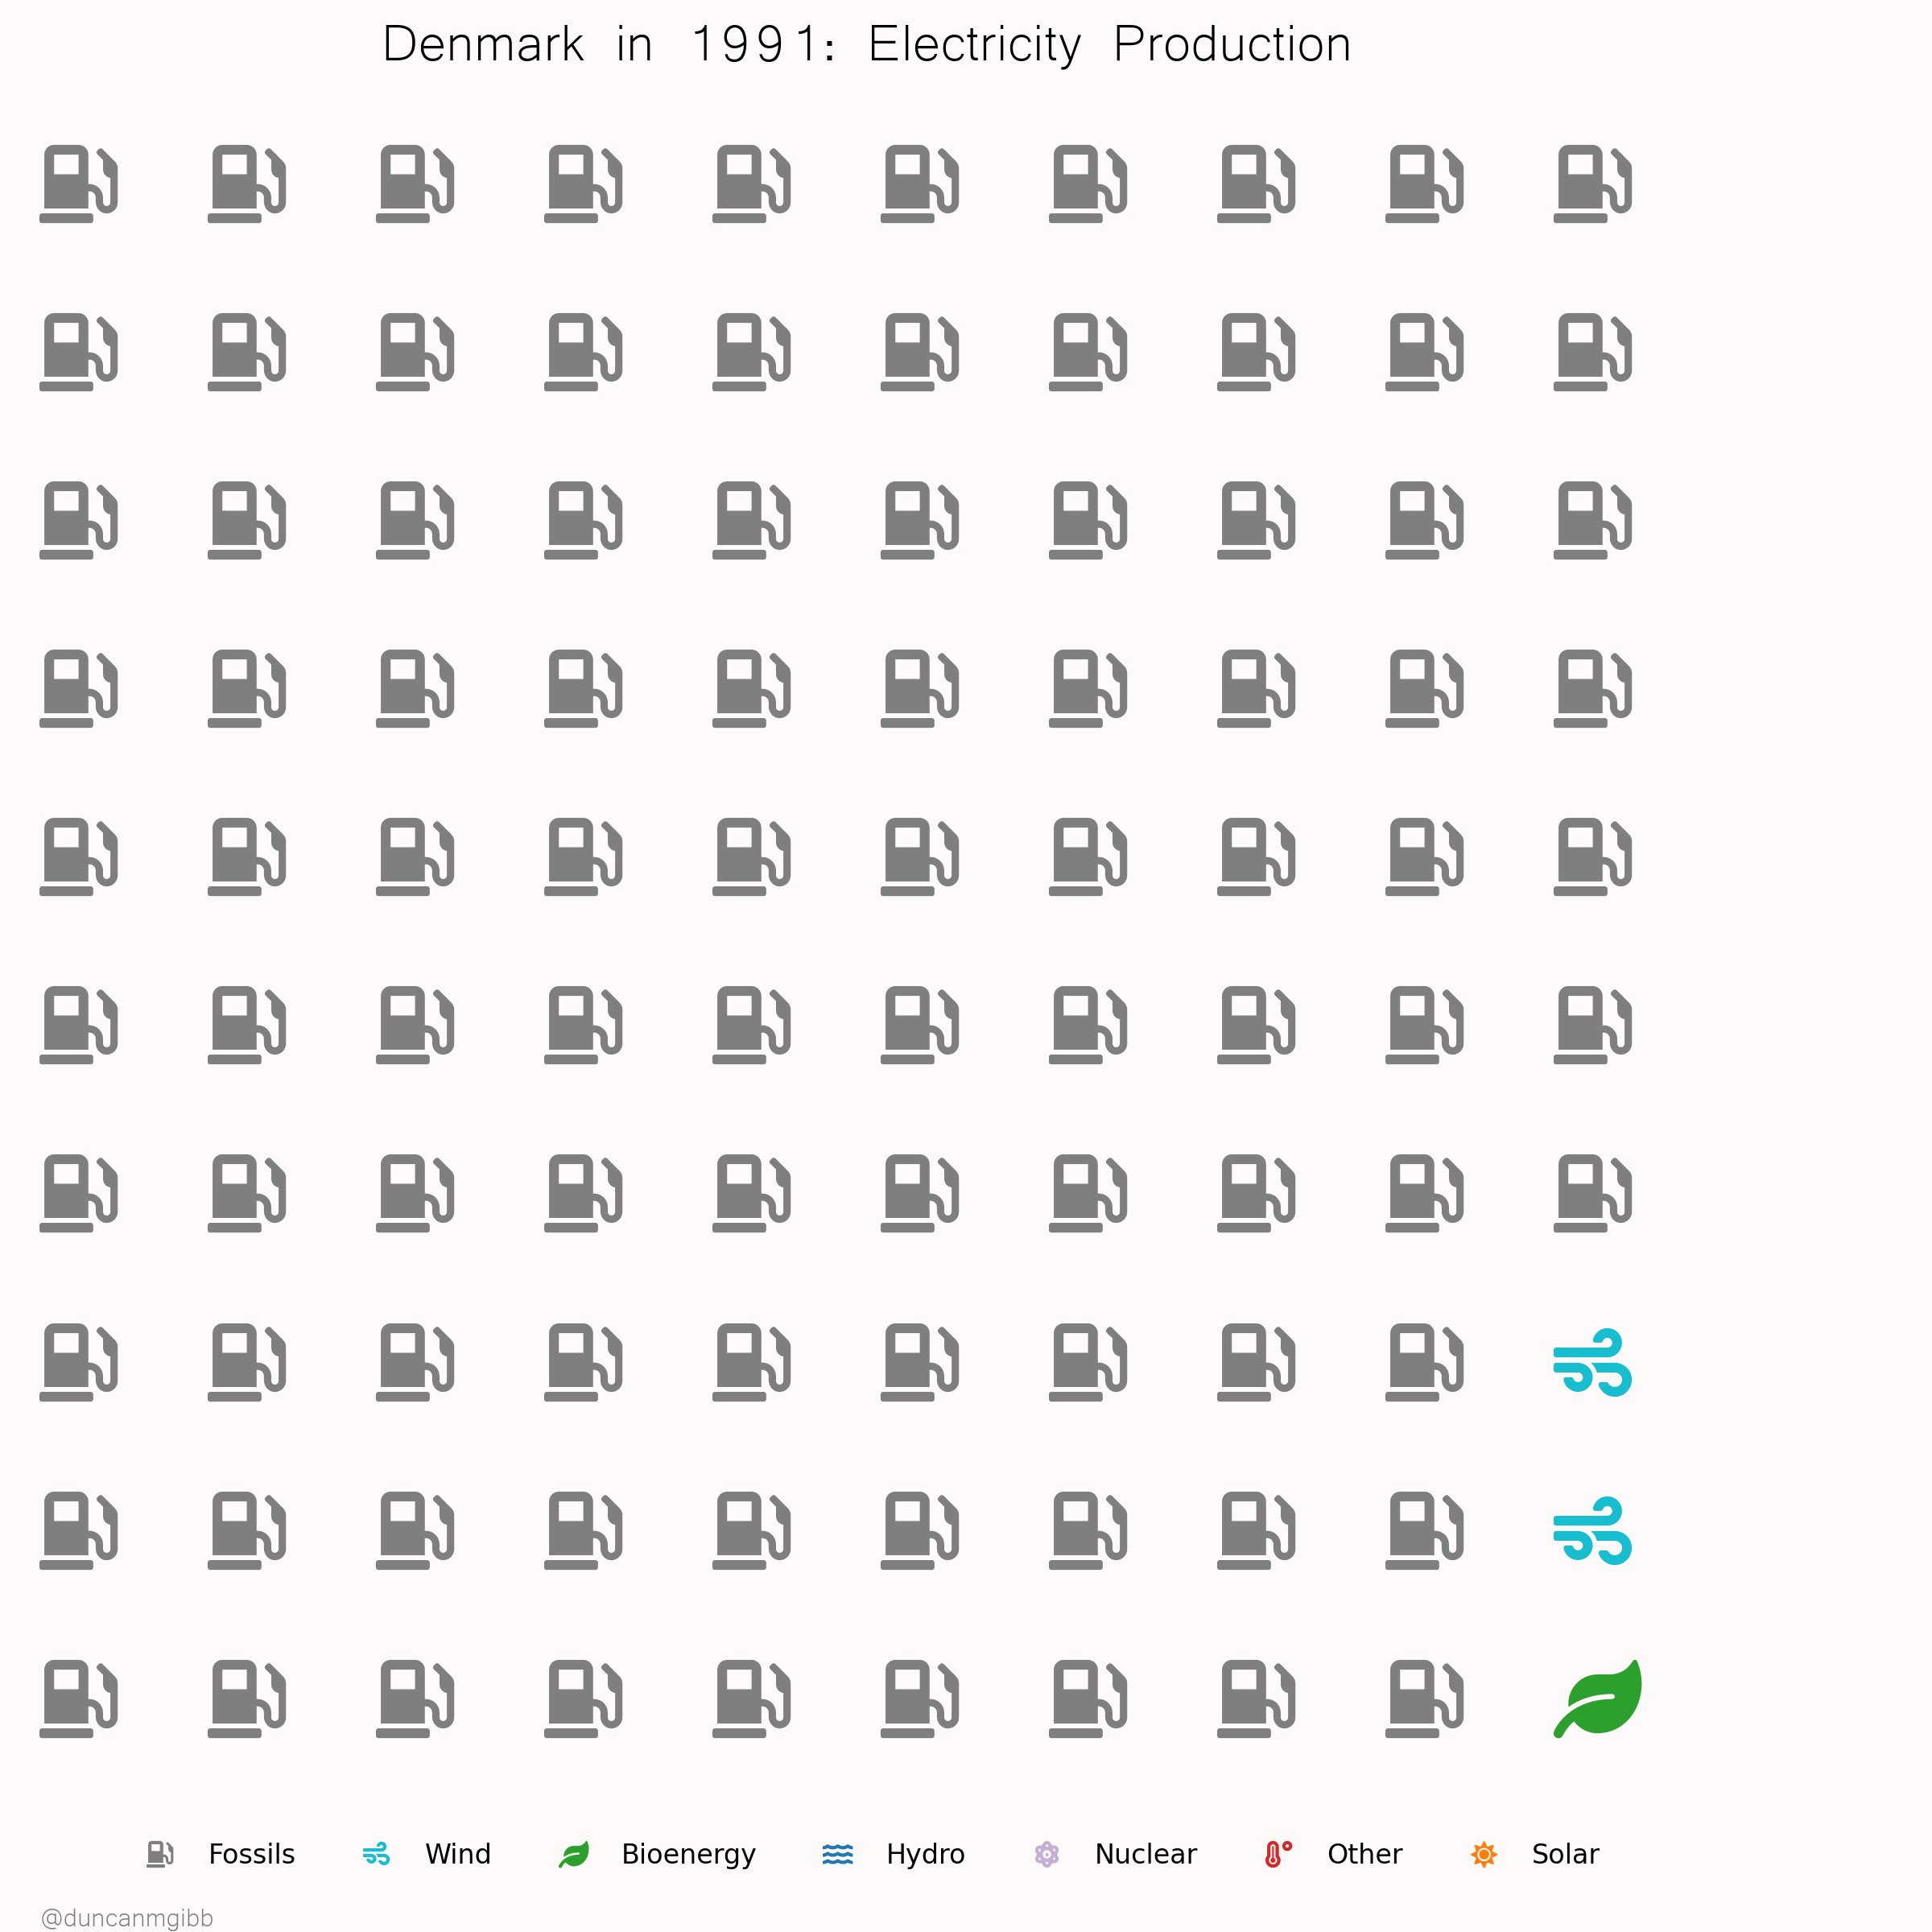 Denmark in 1991: Electricity Production
Fossils Wind Bioenergy Hydro Nuclear Other Solar
@duncanmgibb